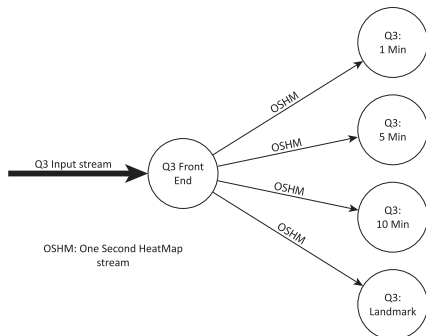 Q3:
1 Min
OSHM
Q3:
5 Min
OSHM
Q3 Input stream
Q3 Front
End
OSHM
Q3:
10 Min
OSHM
OSHM: One Second HeatMap
stream
Q3:
Landmark